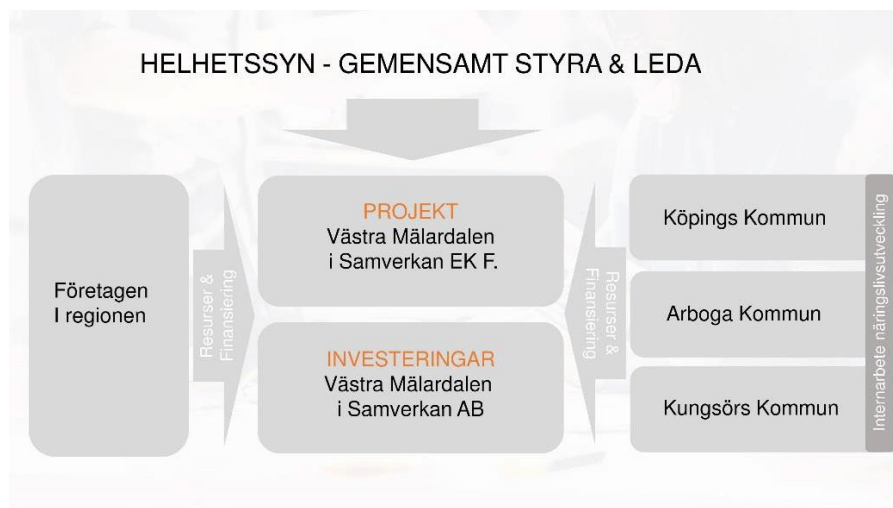 HELHETSSYN - GEMENSAMT STYRA & LEDA
Företagen
I regionen
Resurser &
Finansiering
PROJEKT
Västra Mälardalen
i Samverkan EK F.
INVESTERINGAR
Västra Mälardalen
i Samverkan AB
Resurser &
Finansiering
Köpings Kommun
Arboga Kommun
Kungsörs Kommun
Internarbete näringslivsutveckling